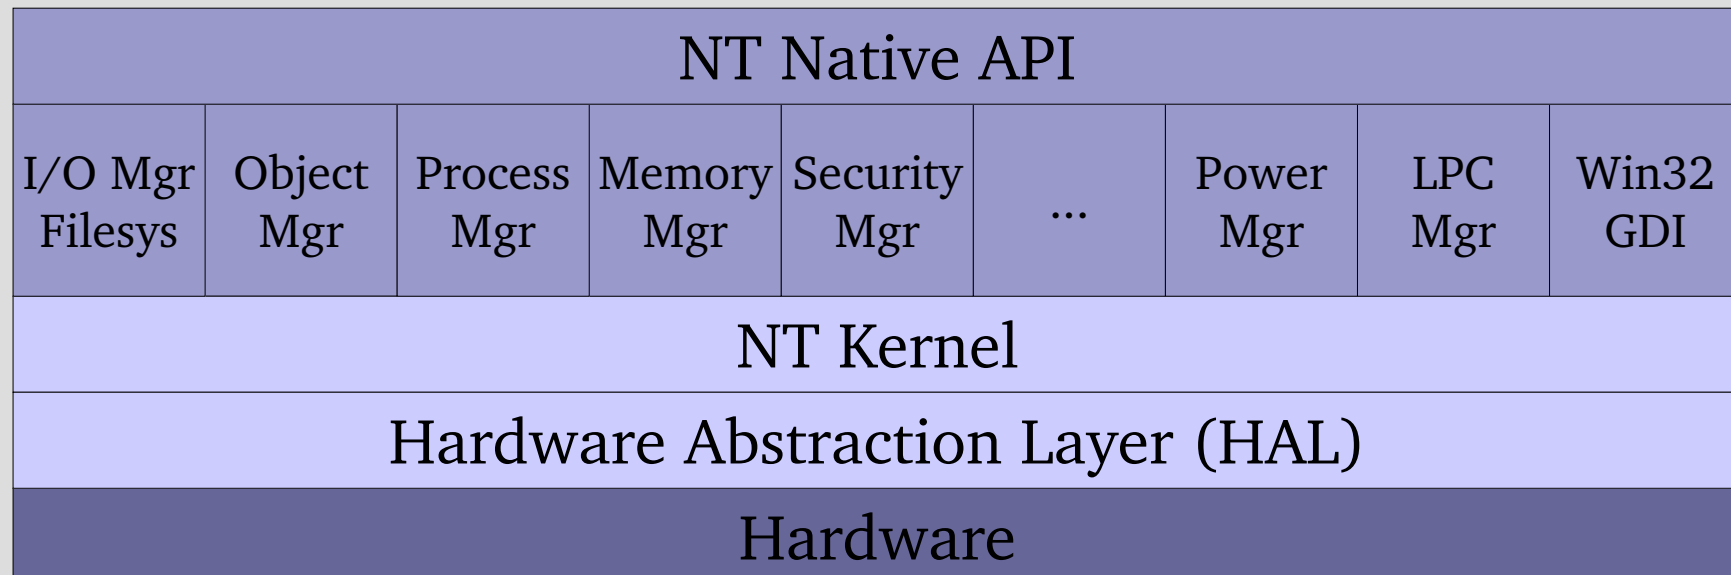 NT Native API
I/O Mgr
Filesys
Object
Mgr
Process
Mgr
Memory
Mgr
Security
Mgr
...
Power
Mgr
LPC
Mgr
Win32
GDI
NT Kernel
Hardware Abstraction Layer (HAL)
Hardware